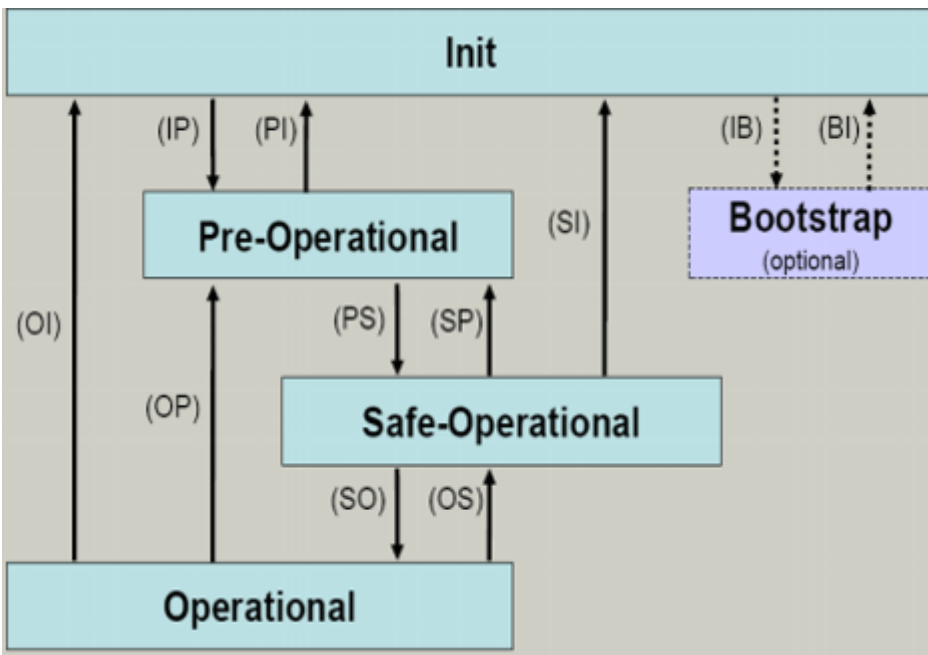 Init
(IP)
(PI)
(IB)
(BI)
Pre-Operational
(SI)
Bootstrap
(optional)
(OI)
(PS)
(SP)
(OP)
Safe-Operational
(SO)
(OS)
Operational